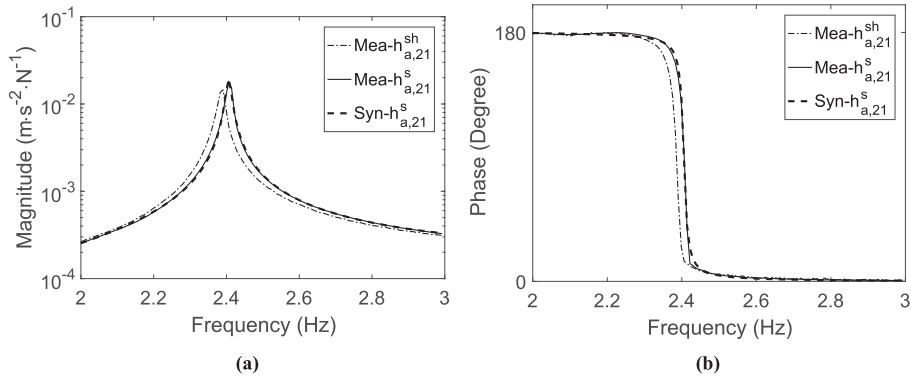 10^-1
10^-2
10^-3
10^-4
Magnitude (m·s^-2·N^-1)
Mea-h^sh_a,21
Mea-h^s_a,21
Syn-h^s_a,21
2 2.2 2.4 2.6 2.8 3
Frequency (Hz)
(a)
180
0
Phase (Degree)
Mea-h^sh_a,21
Mea-h^s_a,21
Syn-h^s_a,21
2 2.2 2.4 2.6 2.8 3
Frequency (Hz)
(b)